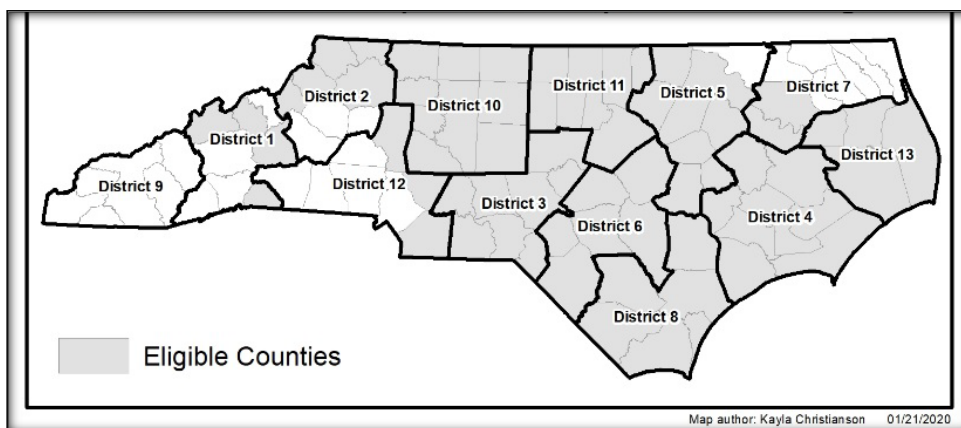 District 2
District 11
District 5
District 7
District 10
District 1
District 13
District 9
District 12
District 3
District 4
District 6
District 8
Eligible Counties
Map author: Kayla Christianson 01/21/2020